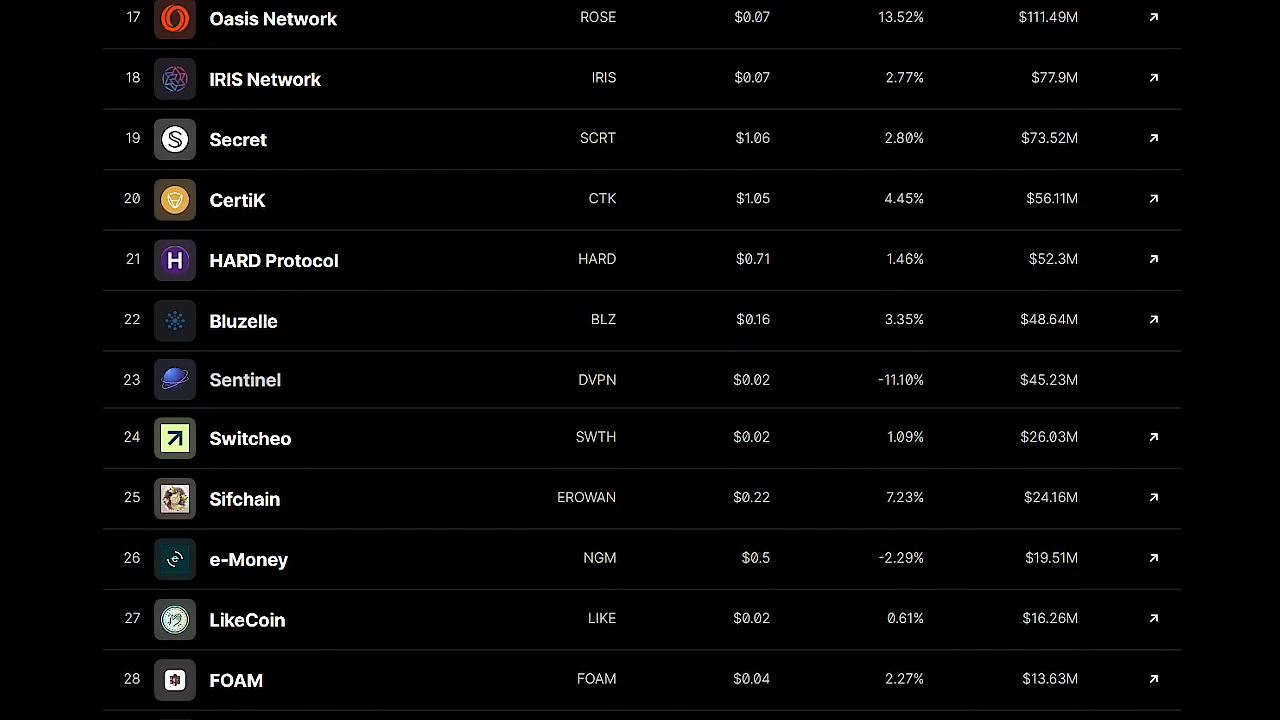 17 Oasis Network ROSE $0.07 13.52% $111.49M
18 IRIS Network IRIS $0.07 2.77% $77.9M
19 Secret SCRT $1.06 2.80% $73.52M
20 CertiK CTK $1.05 4.45% $56.11M
21 HARD Protocol HARD $0.71 1.46% $52.3M
22 Bluzelle BLZ $0.16 3.35% $48.64M
23 Sentinel DVPN $0.02 -11.10% $45.23M
24 Switcheo SWTH $0.02 1.09% $26.03M
25 Sifchain EROWAN $0.22 7.23% $24.16M
26 e-Money NGM $0.5 -2.29% $19.51M
27 LikeCoin LIKE $0.02 0.61% $16.26M
28 FOAM FOAM $0.04 2.27% $13.63M